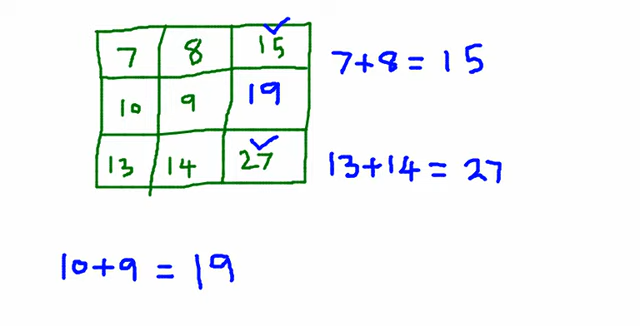 7 8 15 7+8 = 15
10 9 19
13 14 27 13+14 = 27
10+9 = 19